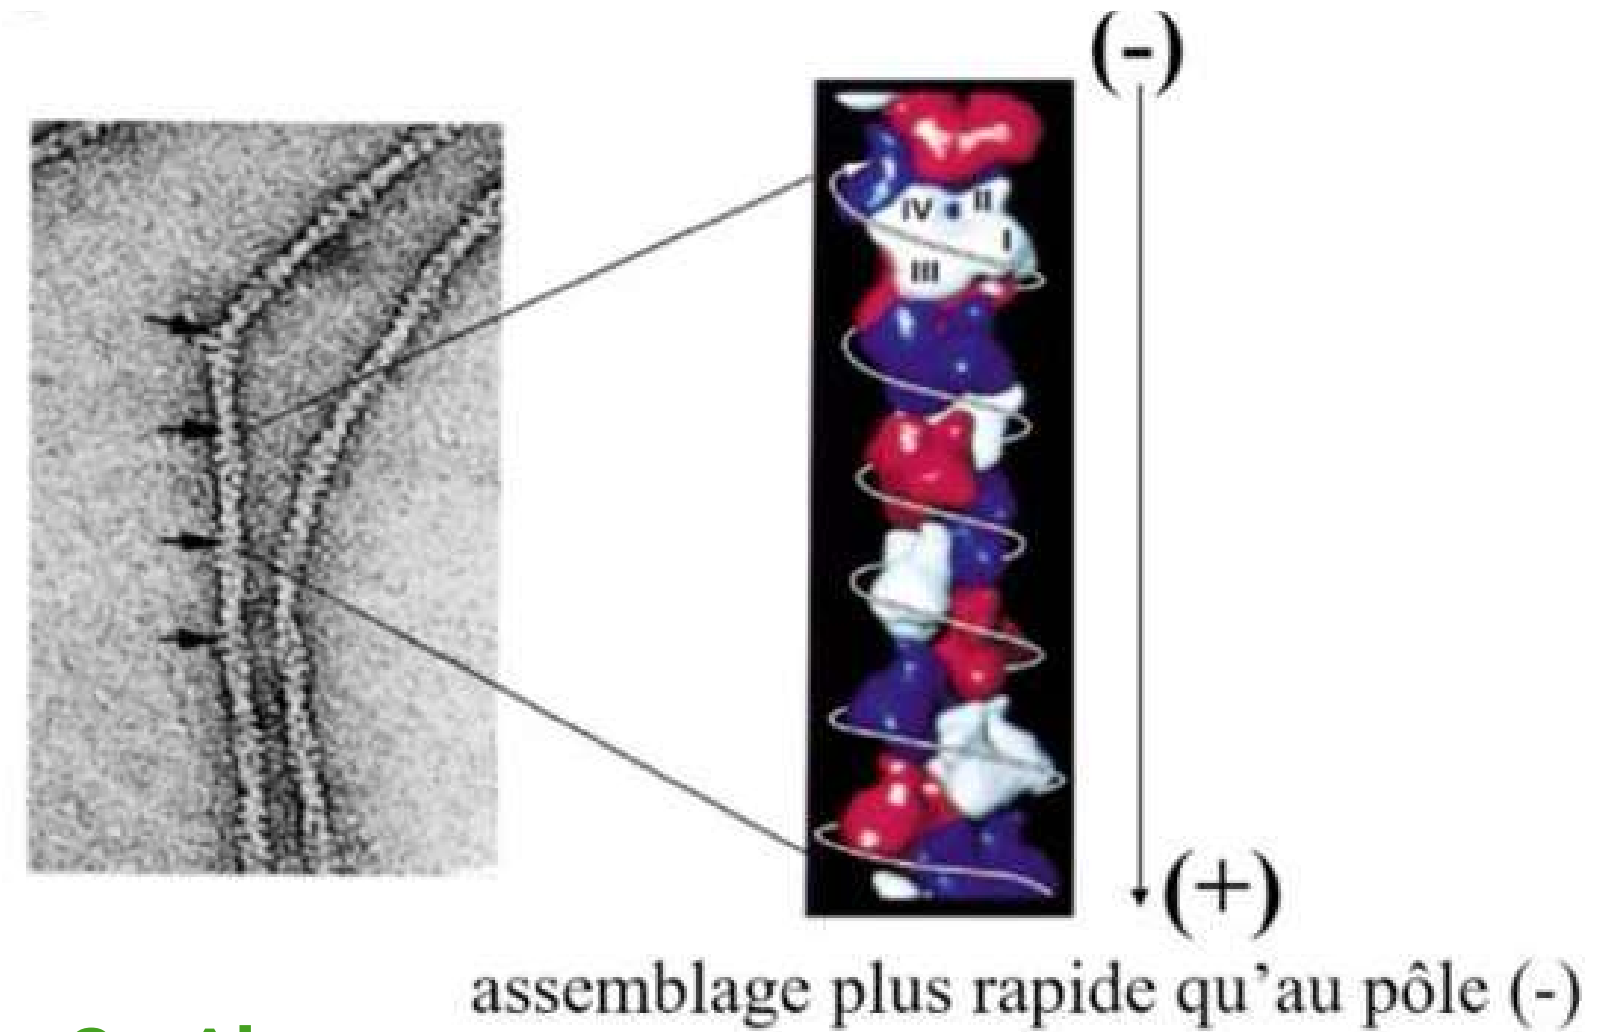 (-)
IV II
I
III
(+)
assemblage plus rapide qu'au pôle (-)